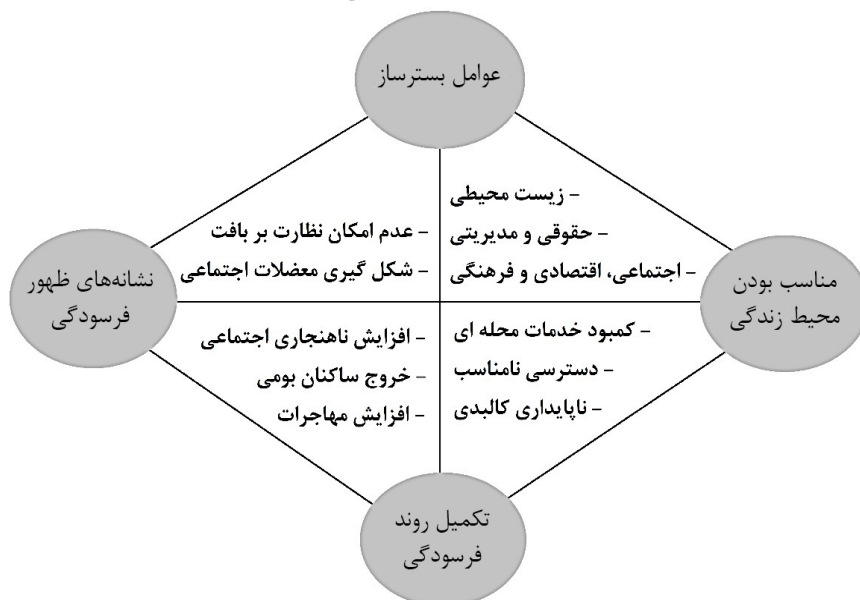 عوامل بسترساز
– زیست محیطی
– حقوقی و مدیریتی
– اجتماعی، اقتصادی و فرهنگی
– عدم امکان نظارت بر بافت
– شکل گیری معضلات اجتماعی
مناسب بودن
محیط زندگی
نشانه‌های ظهور
فرسودگی
– کمبود خدمات محله ای
– دسترسی نامناسب
– ناپایداری کالبدی
– افزایش ناهنجاری اجتماعی
– خروج ساکنان بومی
– افزایش مهاجرات
تکمیل روند
فرسودگی